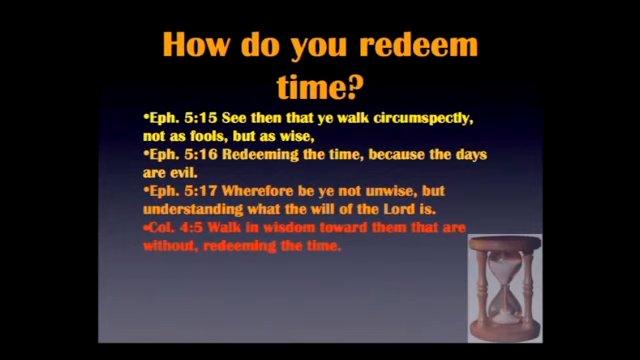 How do you redeem
time?
•Eph. 5:15 See then that ye walk circumspectly,
not as fools, but as wise,
•Eph. 5:16 Redeeming the time, because the days
are evil.
•Eph. 5:17 Wherefore be ye not unwise, but
understanding what the will of the Lord is.
•Col. 4:5 Walk in wisdom toward them that are
without, redeeming the time.